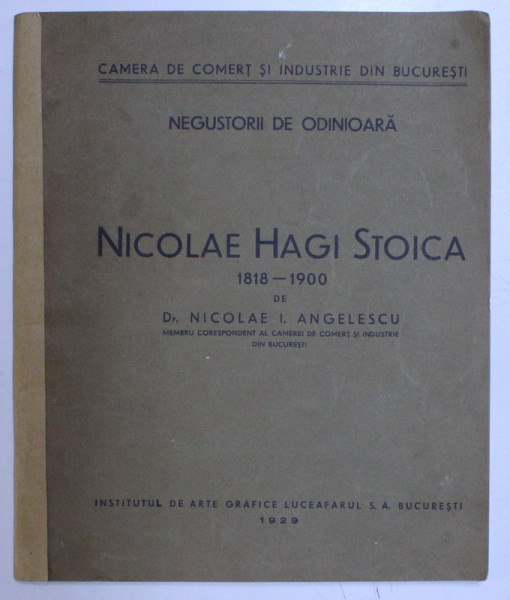 CAMERA DE COMERȚ ȘI INDUSTRIE DIN BUCUREȘTI
NEGUSTORII DE ODINIOARĂ
NICOLAE HAGI STOICA
1818 — 1900
DE
Dr. NICOLAE I. ANGELESCU
MEMBRU CORESPONDENT AL CAMEREI DE COMERȚ ȘI INDUSTRIE
DIN BUCUREȘTI
INSTITUTUL DE ARTE GRAFICE LUCEAFARUL S. A. BUCUREȘTI
1929